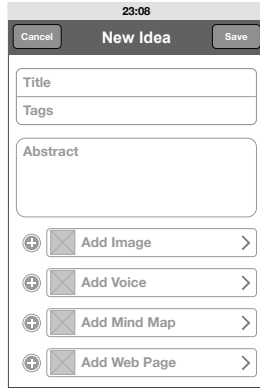 23:08
Cancel New Idea Save
Title
Tags
Abstract
Add Image
Add Voice
Add Mind Map
Add Web Page